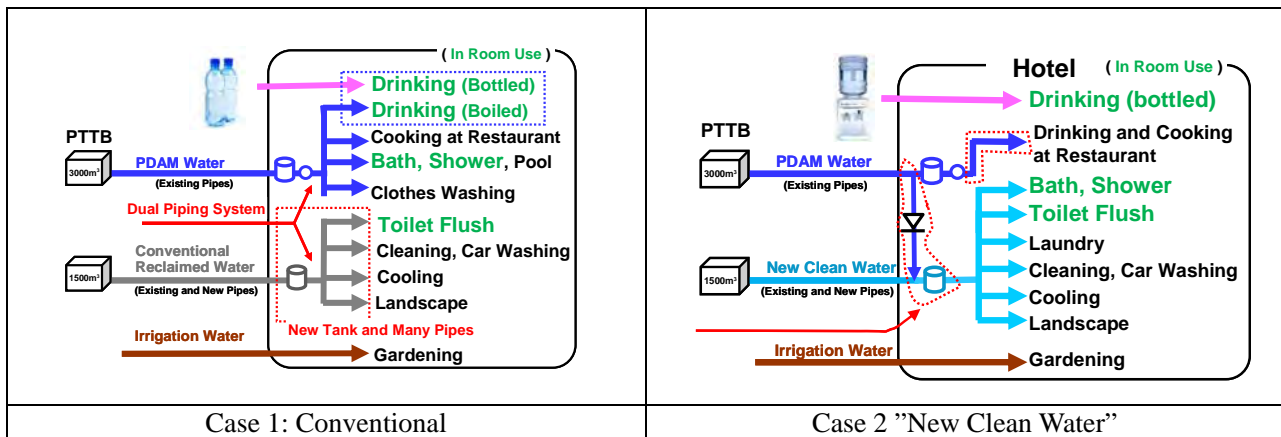 ( In Room Use )
Drinking (Bottled)
Drinking (Boiled)
PTTB
3000m³
PDAM Water
(Existing Pipes)
Cooking at Restaurant
Bath, Shower, Pool
Clothes Washing
Dual Piping System
Toilet Flush
Cleaning, Car Washing
Conventional
Reclaimed Water
1500m³
(Existing and New Pipes)
Cooling
Landscape
New Tank and Many Pipes
Irrigation Water
Gardening
Case 1: Conventional
Hotel
( In Room Use )
Drinking (bottled)
PTTB
3000m³
PDAM Water
(Existing Pipes)
Drinking and Cooking
at Restaurant
Bath, Shower
Toilet Flush
Laundry
1500m³
New Clean Water
(Existing and New Pipes)
Cleaning, Car Washing
Cooling
Landscape
Irrigation Water
Gardening
Case 2 ”New Clean Water”